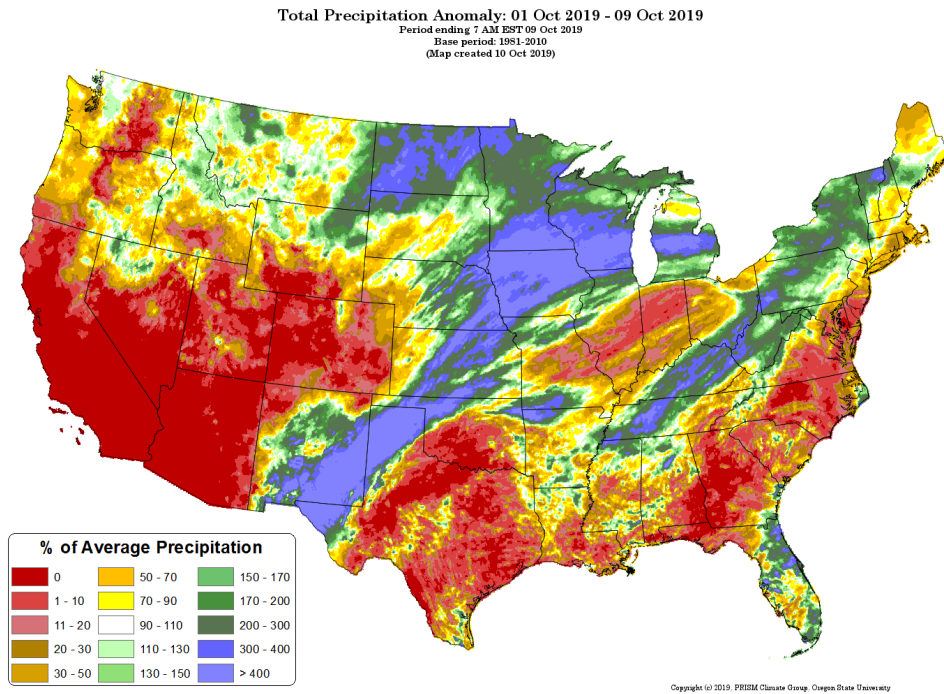 Total Precipitation Anomaly: 01 Oct 2019 - 09 Oct 2019
Period ending 7 AM EST 09 Oct 2019
Base period: 1981-2010
(Map created 10 Oct 2019)
% of Average Precipitation
0
50 - 70
150 - 170
1 - 10
70 - 90
170 - 200
11 - 20
90 - 110
200 - 300
20 - 30
110 - 130
300 - 400
30 - 50
130 - 150
> 400
Copyright (c) 2019, PRISM Climate Group, Oregon State University